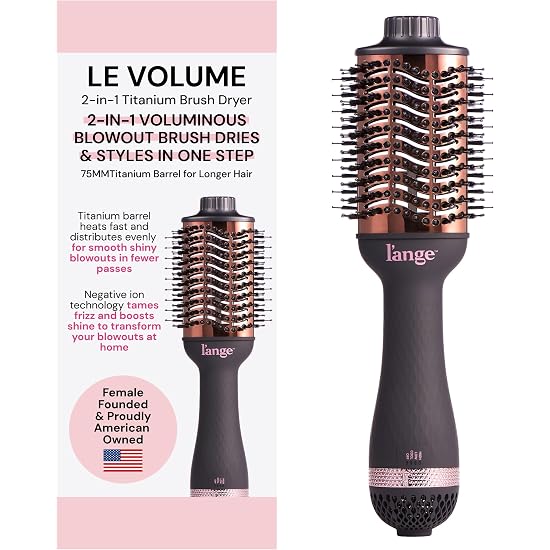 LE VOLUME
2-in-1 Titanium Brush Dryer
2-IN-1 VOLUMINOUS
BLOWOUT BRUSH DRIES
& STYLES IN ONE STEP
75MMTitanium Barrel for Longer Hair
Titanium barrel
heats fast and
distributes evenly
for smooth shiny
blowouts in fewer
passes
Negative ion
technology tames
frizz and boosts
shine to transform
your blowouts at
home
Female
Founded
& Proudly
American
Owned
l'ange™
l'ange™